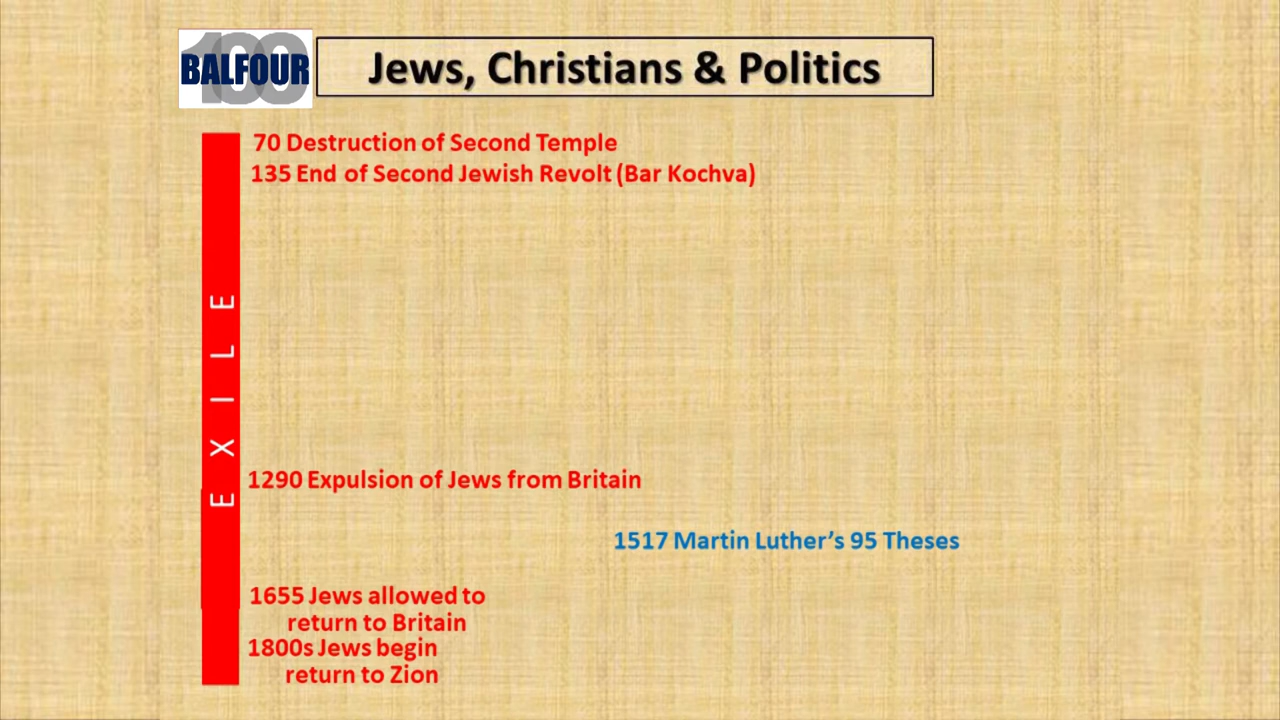 BALFOUR 100
Jews, Christians & Politics
70 Destruction of Second Temple
135 End of Second Jewish Revolt (Bar Kochva)
EXILE
1290 Expulsion of Jews from Britain
1517 Martin Luther’s 95 Theses
1655 Jews allowed to
return to Britain
1800s Jews begin
return to Zion